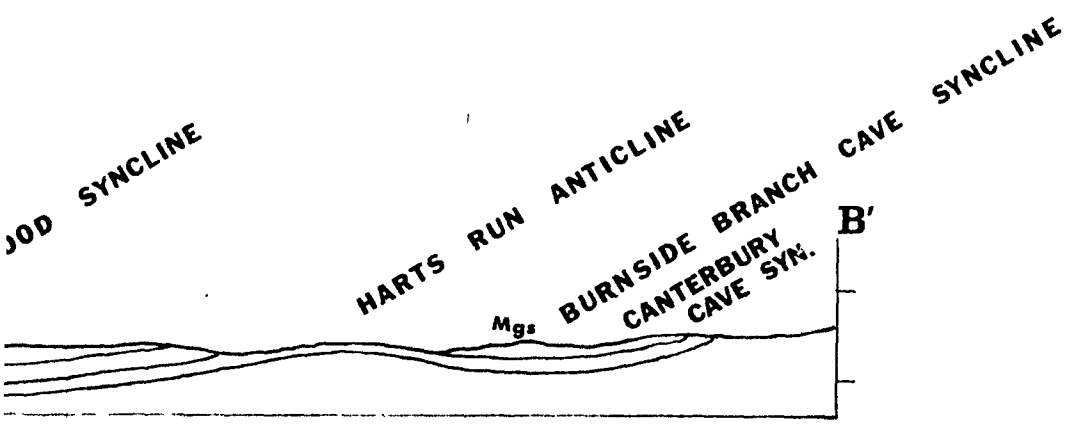 SYNCLINE
HARTS RUN ANTICLINE
BURNSIDE BRANCH CAVE SYNCLINE
CANTERBURY
CAVE SYN.
B′
Mgs